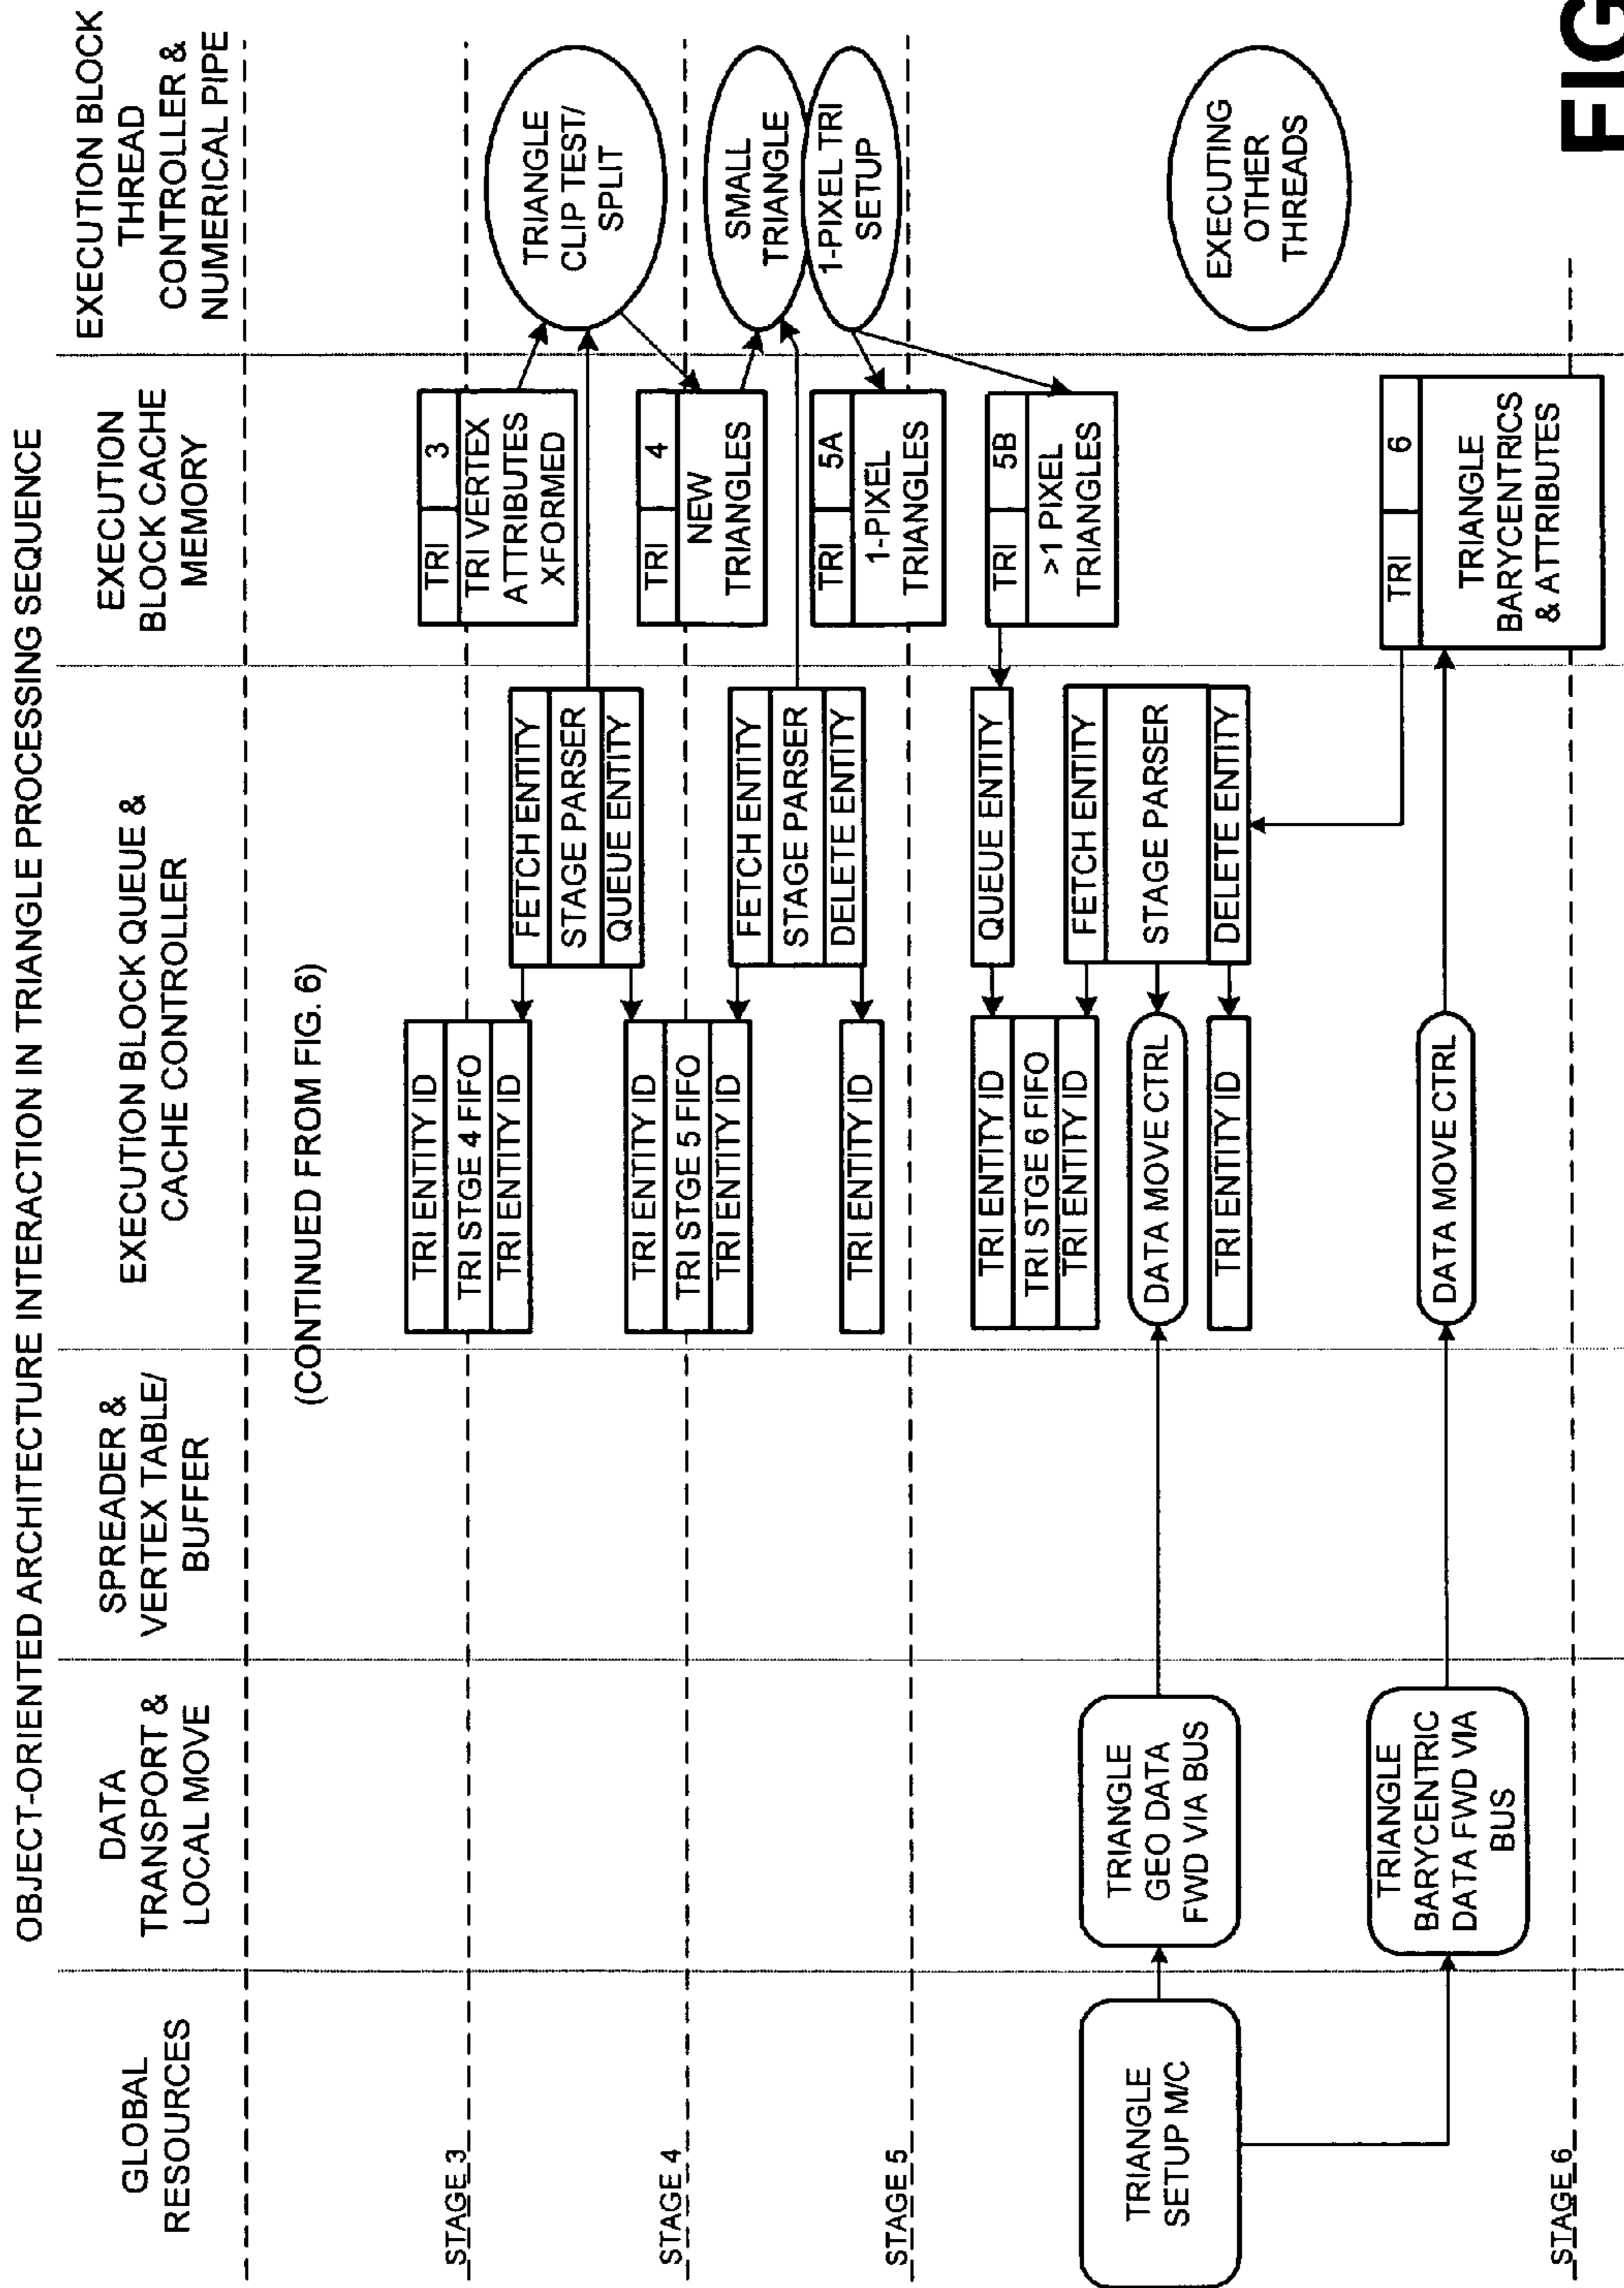 OBJECT-ORIENTED ARCHITECTURE INTERACTION IN TRIANGLE PROCESSING SEQUENCE
GLOBAL
RESOURCES
DATA
TRANSPORT &
LOCAL MOVE
SPREADER &
VERTEX TABLE/
BUFFER
EXECUTION BLOCK QUEUE &
CACHE CONTROLLER
EXECUTION
BLOCK CACHE
MEMORY
EXECUTION BLOCK
THREAD
CONTROLLER &
NUMERICAL PIPE
(CONTINUED FROM FIG. 6)
STAGE 3
TRI ENTITY ID
TRI STGE 4 FIFO
TRI ENTITY ID
FETCH ENTITY
STAGE PARSER
QUEUE ENTITY
TRI 3
TRI VERTEX
ATTRIBUTES
XFORMED
TRIANGLE
CLIP TEST/
SPLIT
STAGE 4
TRI ENTITY ID
TRI STGE 5 FIFO
TRI ENTITY ID
FETCH ENTITY
STAGE PARSER
DELETE ENTITY
TRI ENTITY ID
TRI 4
NEW
TRIANGLES
SMALL
TRIANGLE
1-PIXEL TRI
SETUP
TRI 5A
1-PIXEL
TRIANGLES
STAGE 5
TRI ENTITY ID
TRI STGE 6 FIFO
TRI ENTITY ID
QUEUE ENTITY
TRI 5B
>1 PIXEL
TRIANGLES
TRIANGLE
SETUP M/C
TRIANGLE
GEO DATA
FWD VIA BUS
DATA MOVE CTRL
TRI ENTITY ID
FETCH ENTITY
STAGE PARSER
DELETE ENTITY
EXECUTING
OTHER
THREADS
TRIANGLE
BARYCENTRIC
DATA FWD VIA
BUS
DATA MOVE CTRL
TRI 6
TRIANGLE
BARYCENTRICS
& ATTRIBUTES
STAGE 6
FIG